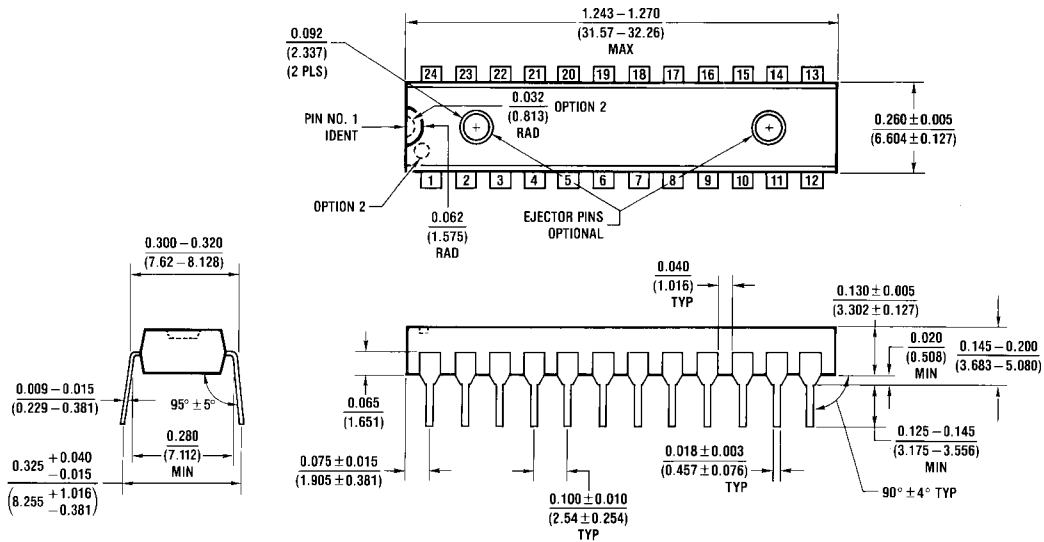 1.243 – 1.270
(31.57 – 32.26)
MAX
0.092
(2.337)
(2 PLS)
24 23 22 21 20 19 18 17 16 15 14 13
0.032
(0.813)
RAD
OPTION 2
PIN NO. 1
IDENT
0.260 ± 0.005
(6.604 ± 0.127)
1 2 3 4 5 6 7 8 9 10 11 12
OPTION 2
0.062
(1.575)
RAD
EJECTOR PINS
OPTIONAL
0.300 – 0.320
(7.62 – 8.128)
0.040
(1.016)
TYP
0.130 ± 0.005
(3.302 ± 0.127)
0.020
(0.508)
MIN
0.145 – 0.200
(3.683 – 5.080)
0.009 – 0.015
(0.229 – 0.381)
95° ± 5°
0.280
(7.112)
MIN
0.325 + 0.040 – 0.015
(8.255 + 1.016 – 0.381)
0.065
(1.651)
0.075 ± 0.015
(1.905 ± 0.381)
0.100 ± 0.010
(2.54 ± 0.254)
TYP
0.018 ± 0.003
(0.457 ± 0.076)
TYP
0.125 – 0.145
(3.175 – 3.556)
MIN
90° ± 4° TYP